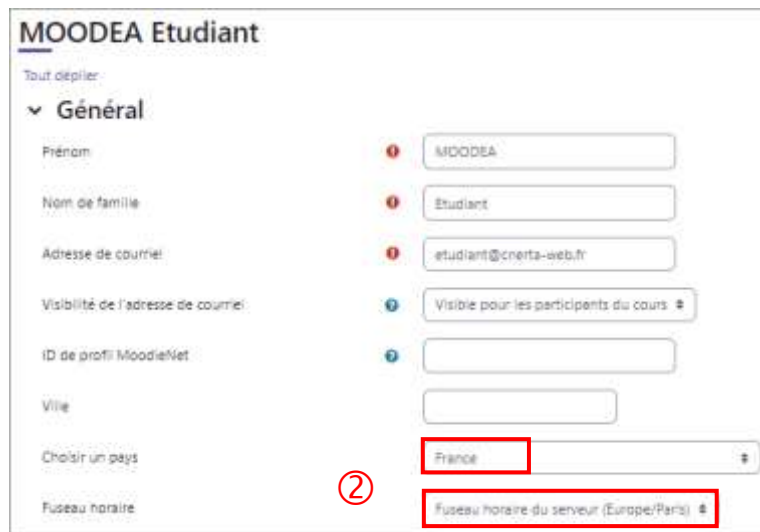 MOODEA Etudiant
Tout déplier
Général
Prénom MOODEA
Nom de famille Etudiant
Adresse de courriel etudiant@cnerta-web.fr
Visibilité de l'adresse de courriel Visible pour les participants du cours
ID de profil MoodleNet
Ville
Choisir un pays France
② Fuseau horaire Fuseau horaire du serveur (Europe/Paris)